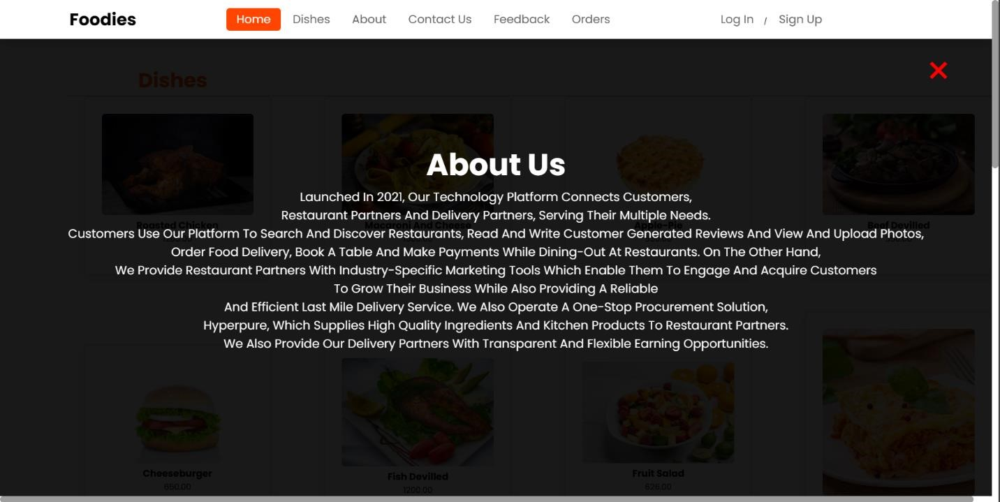 Foodies
Home Dishes About Contact Us Feedback Orders Log In / Sign Up
Dishes
About Us
Launched In 2021, Our Technology Platform Connects Customers,
Restaurant Partners And Delivery Partners, Serving Their Multiple Needs.
Roasted Chicken Macaroni And Cheese Apple-Pie Beef Devilled
Customers Use Our Platform To Search And Discover Restaurants, Read And Write Customer Generated Reviews And View And Upload Photos,
Order Food Delivery, Book A Table And Make Payments While Dining-Out At Restaurants. On The Other Hand,
We Provide Restaurant Partners With Industry-Specific Marketing Tools Which Enable Them To Engage And Acquire Customers
To Grow Their Business While Also Providing A Reliable
And Efficient Last Mile Delivery Service. We Also Operate A One-Stop Procurement Solution,
Hyperpure, Which Supplies High Quality Ingredients And Kitchen Products To Restaurant Partners.
We Also Provide Our Delivery Partners With Transparent And Flexible Earning Opportunities.
Cheeseburger
650.00
Fish Devilled
1200.00
Fruit Salad
626.00